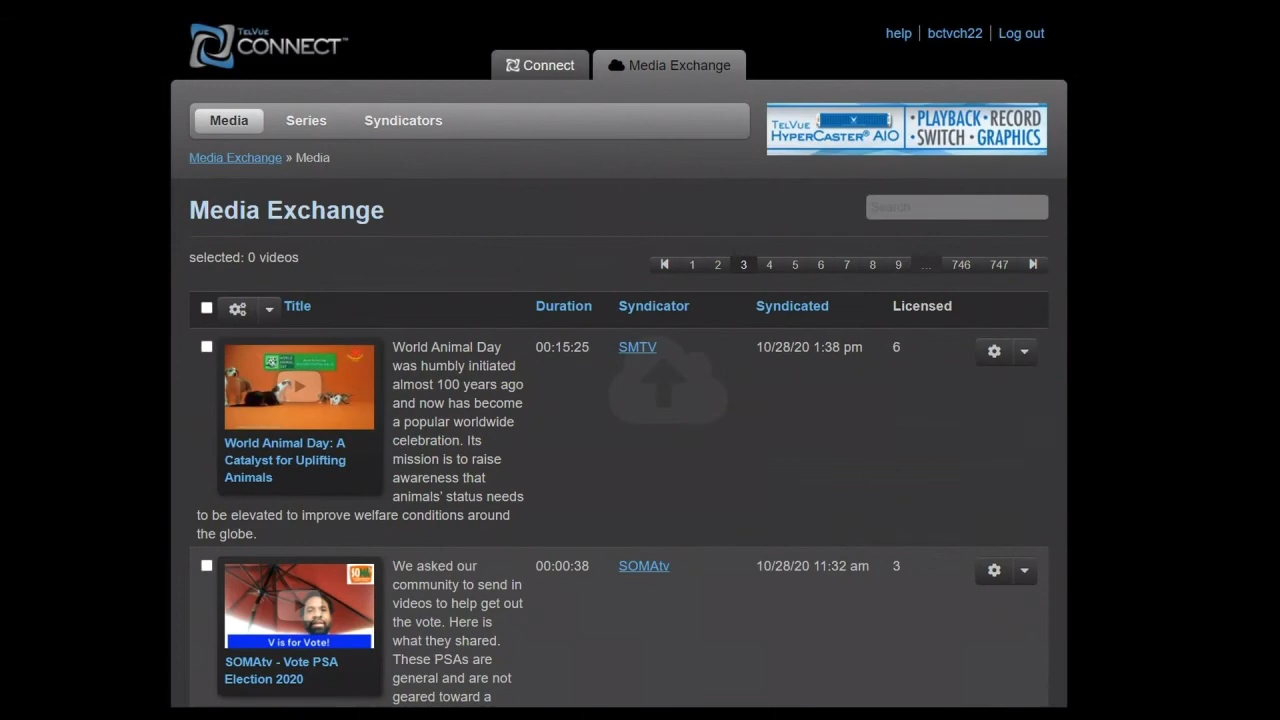 TELVUE
CONNECT™
help | bctvch22 | Log out
Connect
Media Exchange
Media
Series
Syndicators
TELVUE
HYPERCASTER® AIO
•PLAYBACK•RECORD
•SWITCH•GRAPHICS
Media Exchange » Media
Media Exchange
Search
selected: 0 videos
1 2 3 4 5 6 7 8 9 ... 746 747
Title Duration Syndicator Syndicated Licensed
World Animal Day
was humbly initiated
almost 100 years ago
and now has become
a popular worldwide
celebration. Its
mission is to raise
awareness that
animals' status needs
to be elevated to improve welfare conditions around
the globe.
World Animal Day: A
Catalyst for Uplifting
Animals
00:15:25 SMTV 10/28/20 1:38 pm 6
We asked our
community to send in
videos to help get out
the vote. Here is
what they shared.
These PSAs are
general and are not
geared toward a
V is for Vote!
SOMAtv - Vote PSA
Election 2020
00:00:38 SOMAtv 10/28/20 11:32 am 3